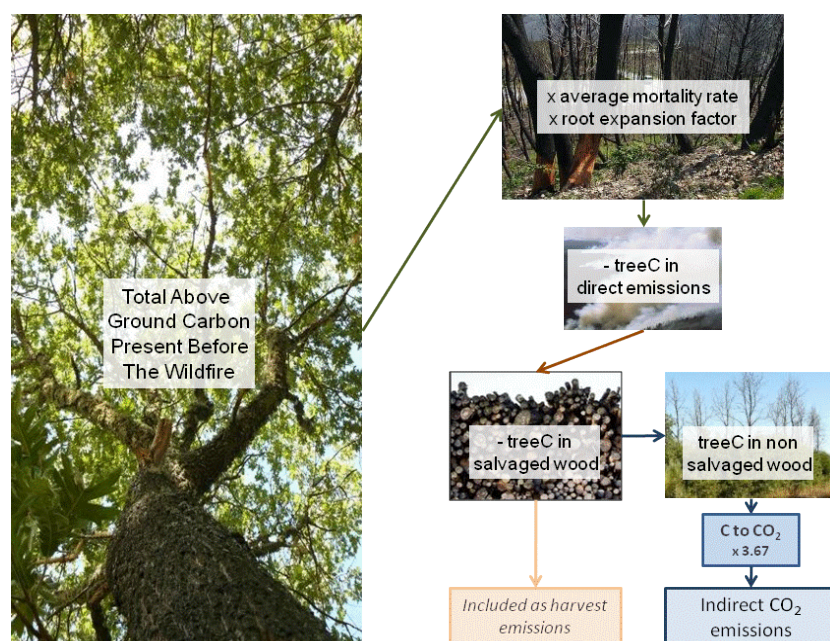 Total Above
Ground Carbon
Present Before
The Wildfire
x average mortality rate
x root expansion factor
- treeC in
direct emissions
- treeC in
salvaged wood
treeC in non
salvaged wood
C to CO₂
x 3.67
Included as harvest
emissions
Indirect CO₂
emissions